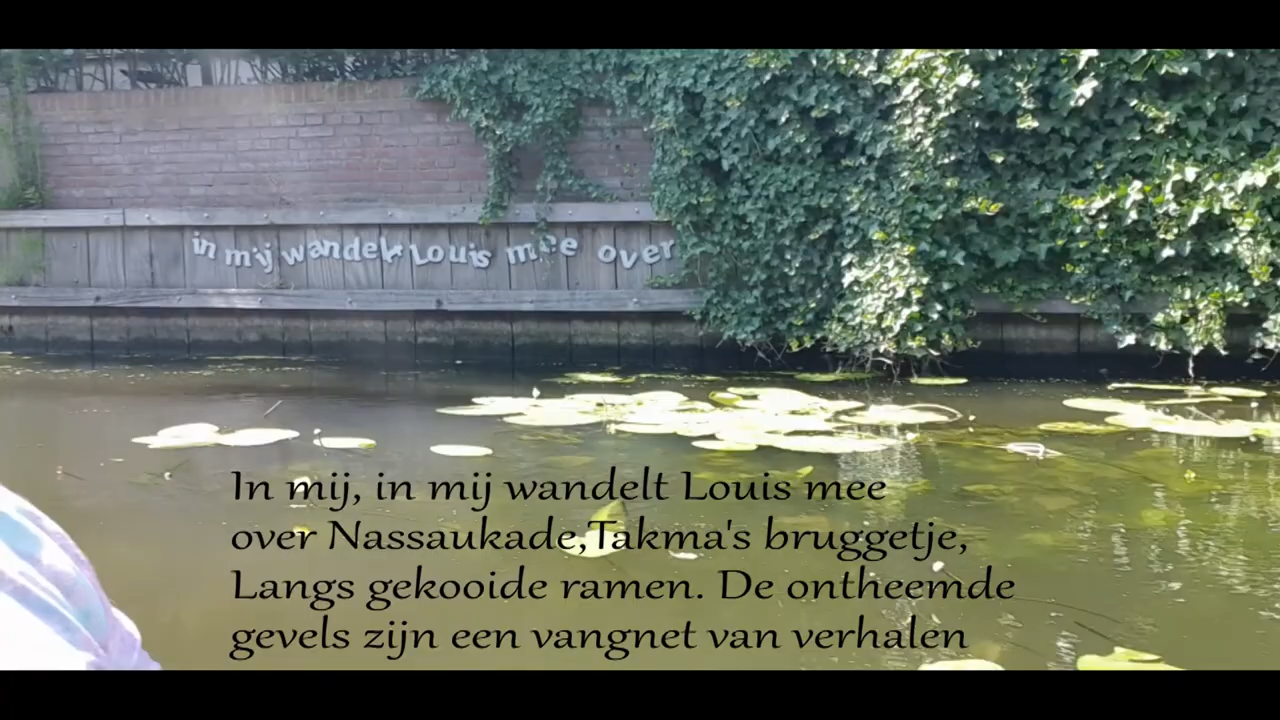 in mij wandelt Louis mee over
In mij, in mij wandelt Louis mee
over Nassaukade,Takma's bruggetje,
Langs gekooide ramen. De ontheemde
gevels zijn een vangnet van verhalen